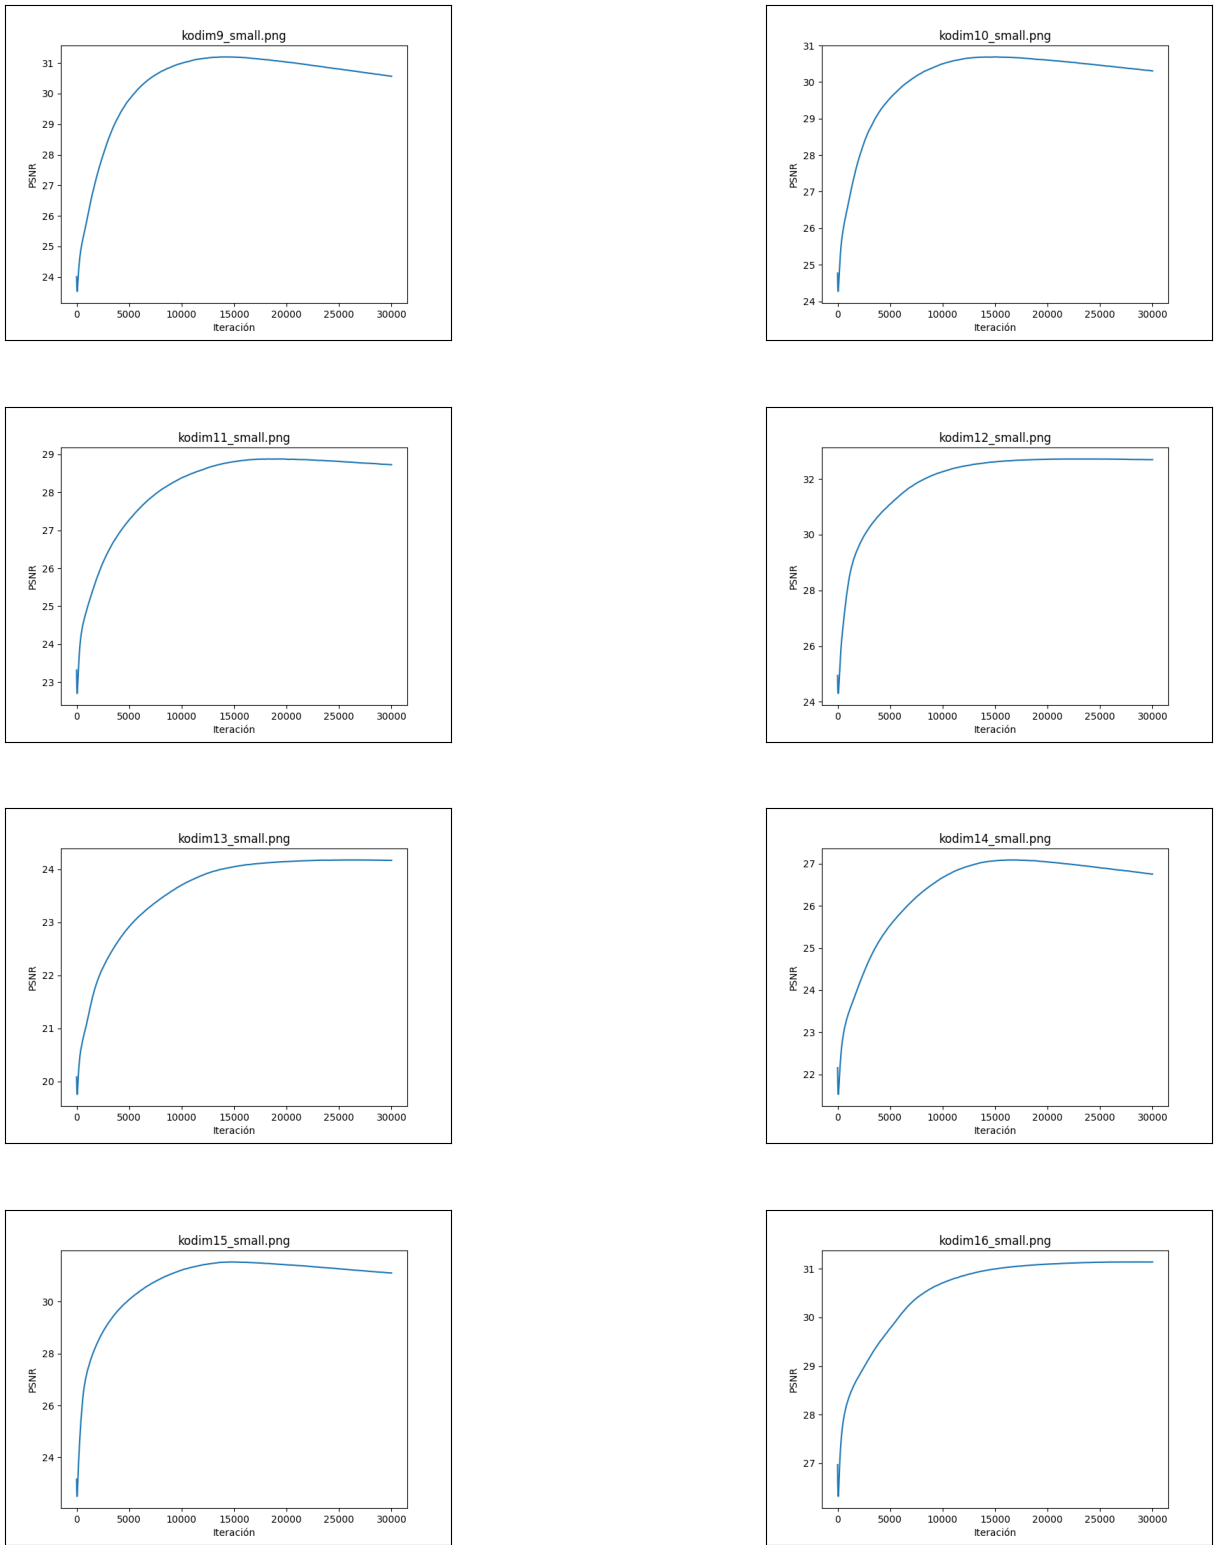 kodim9_small.png
31
30
29
28
27
26
25
24
PSNR
0 5000 10000 15000 20000 25000 30000
Iteración
kodim10_small.png
31
30
29
28
27
26
25
24
PSNR
0 5000 10000 15000 20000 25000 30000
Iteración
kodim11_small.png
29
28
27
26
25
24
23
PSNR
0 5000 10000 15000 20000 25000 30000
Iteración
kodim12_small.png
32
30
28
26
24
PSNR
0 5000 10000 15000 20000 25000 30000
Iteración
kodim13_small.png
24
23
22
21
20
PSNR
0 5000 10000 15000 20000 25000 30000
Iteración
kodim14_small.png
27
26
25
24
23
22
PSNR
0 5000 10000 15000 20000 25000 30000
Iteración
kodim15_small.png
30
28
26
24
PSNR
0 5000 10000 15000 20000 25000 30000
Iteración
kodim16_small.png
31
30
29
28
27
PSNR
0 5000 10000 15000 20000 25000 30000
Iteración